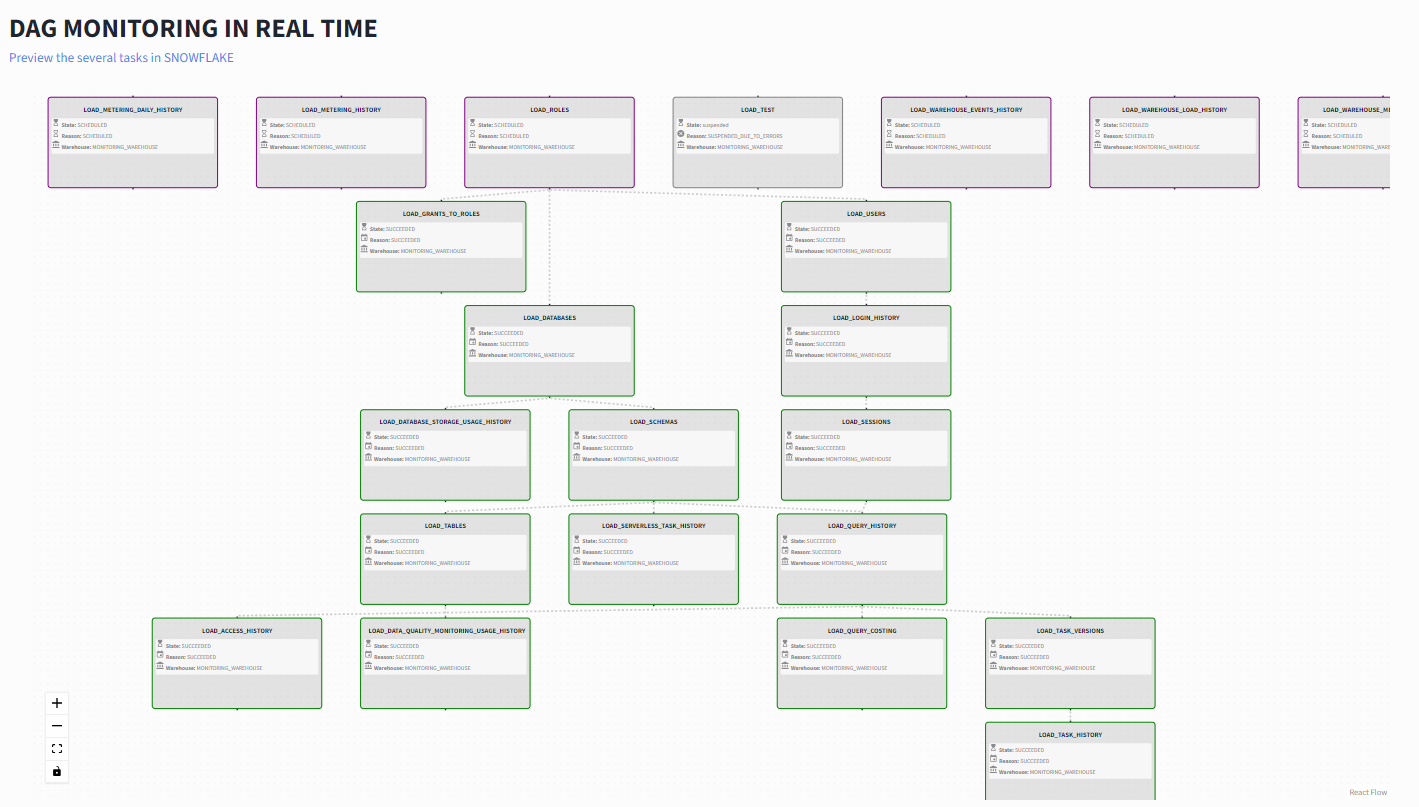 DAG MONITORING IN REAL TIME
Preview the several tasks in SNOWFLAKE
LOAD_METERING_DAILY_HISTORY
State: SCHEDULED
Reason: SCHEDULED
Warehouse: MONITORING_WAREHOUSE
LOAD_METERING_HISTORY
State: SCHEDULED
Reason: SCHEDULED
Warehouse: MONITORING_WAREHOUSE
LOAD_ROLES
State: SCHEDULED
Reason: SCHEDULED
Warehouse: MONITORING_WAREHOUSE
LOAD_TEST
State: suspended
Reason: SUSPENDED_DUE_TO_ERRORS
Warehouse: MONITORING_WAREHOUSE
LOAD_WAREHOUSE_EVENTS_HISTORY
State: SCHEDULED
Reason: SCHEDULED
Warehouse: MONITORING_WAREHOUSE
LOAD_WAREHOUSE_LOAD_HISTORY
State: SCHEDULED
Reason: SCHEDULED
Warehouse: MONITORING_WAREHOUSE
LOAD_WAREHOUSE_ME
State: SCHEDULED
Reason: SCHEDULED
Warehouse: MONITORING_WARE
LOAD_GRANTS_TO_ROLES
State: SUCCEEDED
Reason: SUCCEEDED
Warehouse: MONITORING_WAREHOUSE
LOAD_USERS
State: SUCCEEDED
Reason: SUCCEEDED
Warehouse: MONITORING_WAREHOUSE
LOAD_DATABASES
State: SUCCEEDED
Reason: SUCCEEDED
Warehouse: MONITORING_WAREHOUSE
LOAD_LOGIN_HISTORY
State: SUCCEEDED
Reason: SUCCEEDED
Warehouse: MONITORING_WAREHOUSE
LOAD_DATABASE_STORAGE_USAGE_HISTORY
State: SUCCEEDED
Reason: SUCCEEDED
Warehouse: MONITORING_WAREHOUSE
LOAD_SCHEMAS
State: SUCCEEDED
Reason: SUCCEEDED
Warehouse: MONITORING_WAREHOUSE
LOAD_SESSIONS
State: SUCCEEDED
Reason: SUCCEEDED
Warehouse: MONITORING_WAREHOUSE
LOAD_TABLES
State: SUCCEEDED
Reason: SUCCEEDED
Warehouse: MONITORING_WAREHOUSE
LOAD_SERVERLESS_TASK_HISTORY
State: SUCCEEDED
Reason: SUCCEEDED
Warehouse: MONITORING_WAREHOUSE
LOAD_QUERY_HISTORY
State: SUCCEEDED
Reason: SUCCEEDED
Warehouse: MONITORING_WAREHOUSE
LOAD_ACCESS_HISTORY
State: SUCCEEDED
Reason: SUCCEEDED
Warehouse: MONITORING_WAREHOUSE
LOAD_DATA_QUALITY_MONITORING_USAGE_HISTORY
State: SUCCEEDED
Reason: SUCCEEDED
Warehouse: MONITORING_WAREHOUSE
LOAD_QUERY_COSTING
State: SUCCEEDED
Reason: SUCCEEDED
Warehouse: MONITORING_WAREHOUSE
LOAD_TASK_VERSIONS
State: SUCCEEDED
Reason: SUCCEEDED
Warehouse: MONITORING_WAREHOUSE
LOAD_TASK_HISTORY
State: SUCCEEDED
Reason: SUCCEEDED
Warehouse: MONITORING_WAREHOUSE
React Flow